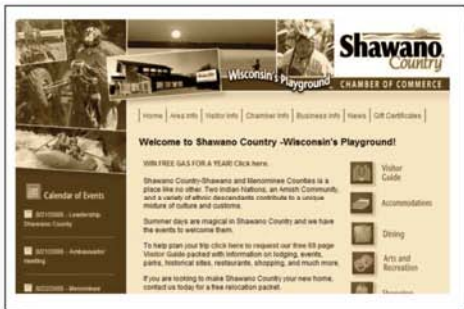 Shawano
Country
CHAMBER OF COMMERCE
Wisconsin's Playground
Home | Area Info | Visitor Info | Chamber Info | Business Info | News | Gift Certificates
Welcome to Shawano Country -Wisconsin's Playground!
WIN FREE GAS FOR A YEAR! Click here.
Shawano Country-Shawano and Menominee Counties is a
place like no other. Two Indian Nations, an Amish Community,
and a variety of ethnic descendants contribute to a unique
mixture of culture and customs.
Summer days are magical in Shawano Country and we have
the events to welcome them.
To help plan your trip click here to request our free 68 page
Visitor Guide packed with information on lodging, events,
parks, historical sites, restaurants, shopping, and much more.
If you are looking to make Shawano Country your new home,
contact us today for a free relocation packet.
Calendar of Events
- Leadership
Shawano County
- Ambassador
meeting
- Menominee
Visitor
Guide
Accommodations
Dining
Arts and
Recreation